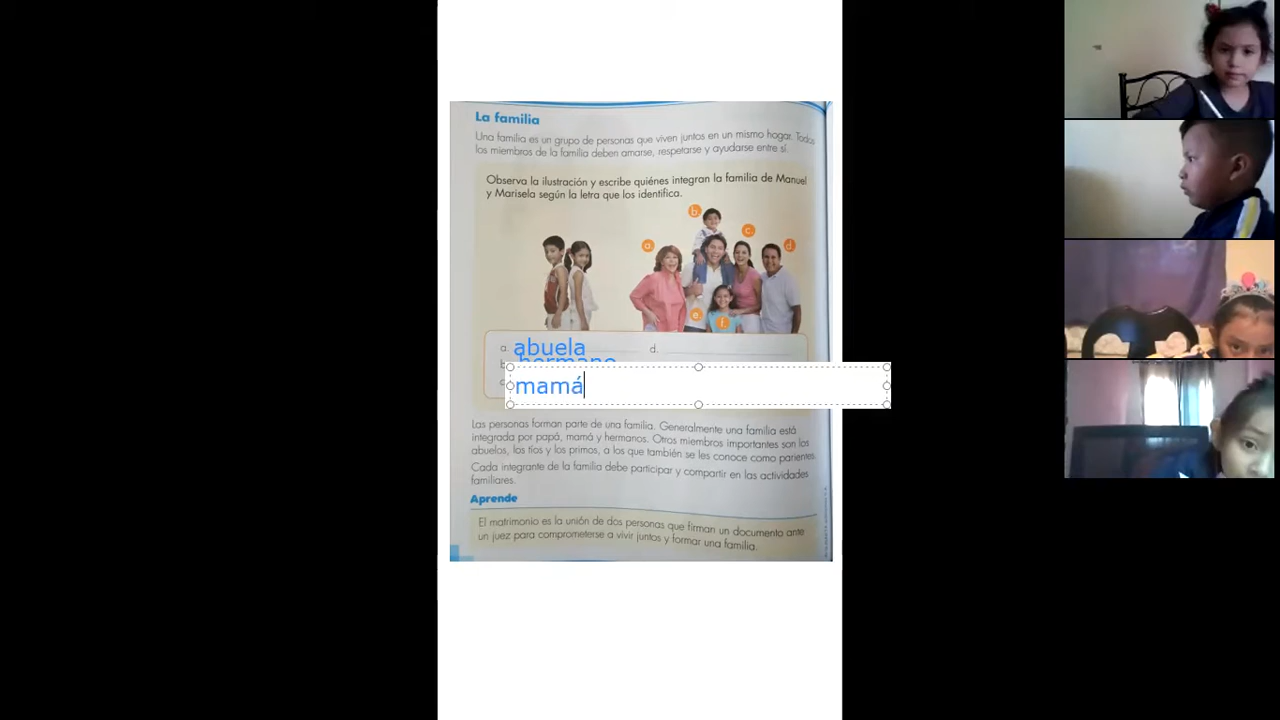 La familia
Una familia es un grupo de personas que viven juntos en un mismo hogar. Todos
los miembros de la familia deben amarse, respetarse y ayudarse entre sí.
Observa la ilustración y escribe quiénes integran la familia de Manuel
y Marisela según la letra que los identifica.
b.
a. c. d.
e. f.
a. abuela d.
b. hermano
c. mamá
Las personas forman parte de una familia. Generalmente una familia está
integrada por papá, mamá y hermanos. Otros miembros importantes son los
abuelos, los tíos y los primos, a los que también se les conoce como parientes.
Cada integrante de la familia debe participar y compartir en las actividades
familiares.
Aprende
El matrimonio es la unión de dos personas que firman un documento ante
un juez para comprometerse a vivir juntos y formar una familia.